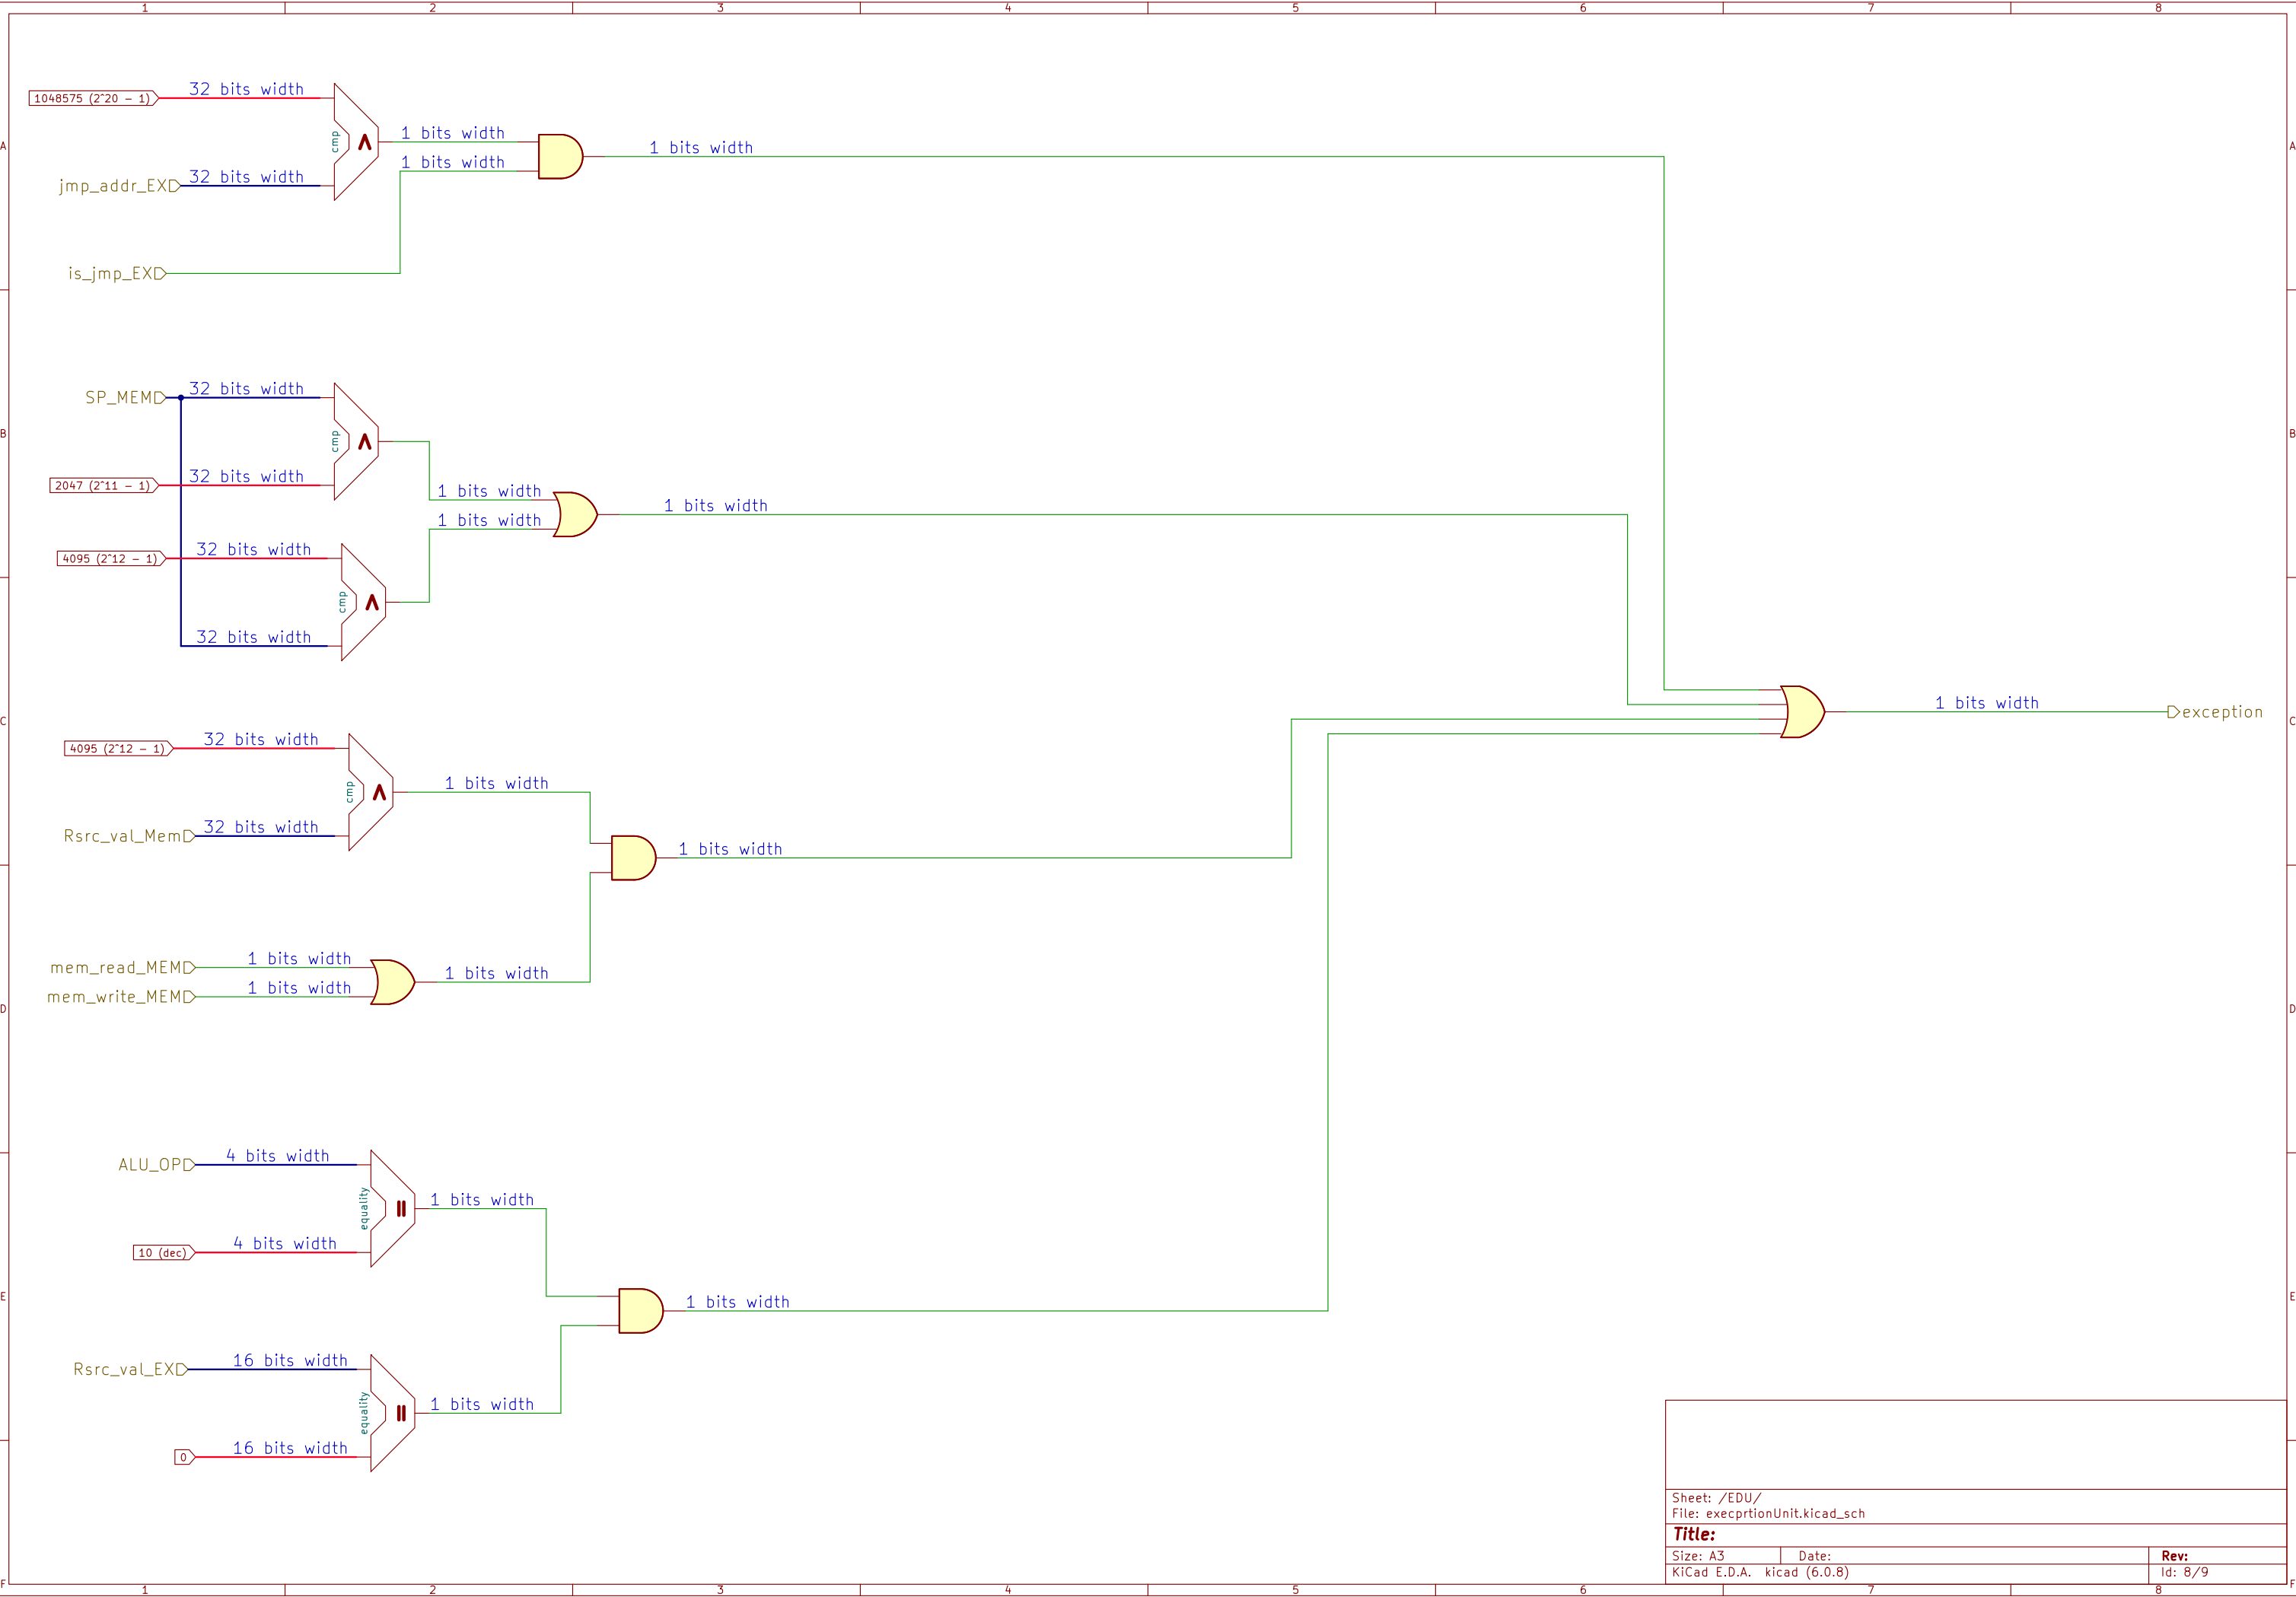 1 2 3 4 5 6 7 8
32 bits width
1048575 (2^20 - 1)
1 bits width
A
cmp
<
1 bits width
1 bits width
A
32 bits width
jmp_addr_EX
is_jmp_EX
32 bits width
SP_MEM
B
cmp
<
B
32 bits width
2047 (2^11 - 1)
1 bits width
1 bits width
1 bits width
32 bits width
4095 (2^12 - 1)
cmp
<
32 bits width
1 bits width
exception
C
C
32 bits width
4095 (2^12 - 1)
cmp
<
1 bits width
32 bits width
Rsrc_val_Mem
1 bits width
1 bits width
mem_read_MEM
1 bits width
1 bits width
mem_write_MEM
D
D
4 bits width
ALU_OP
equality
=
1 bits width
4 bits width
10 (dec)
E
1 bits width
E
16 bits width
Rsrc_val_EX
equality
=
1 bits width
16 bits width
0
Sheet: /EDU/
File: execprtionUnit.kicad_sch
Title:
Size: A3 Date: Rev:
KiCad E.D.A. kicad (6.0.8) Id: 8/9
F
F
1 2 3 4 5 6 7 8